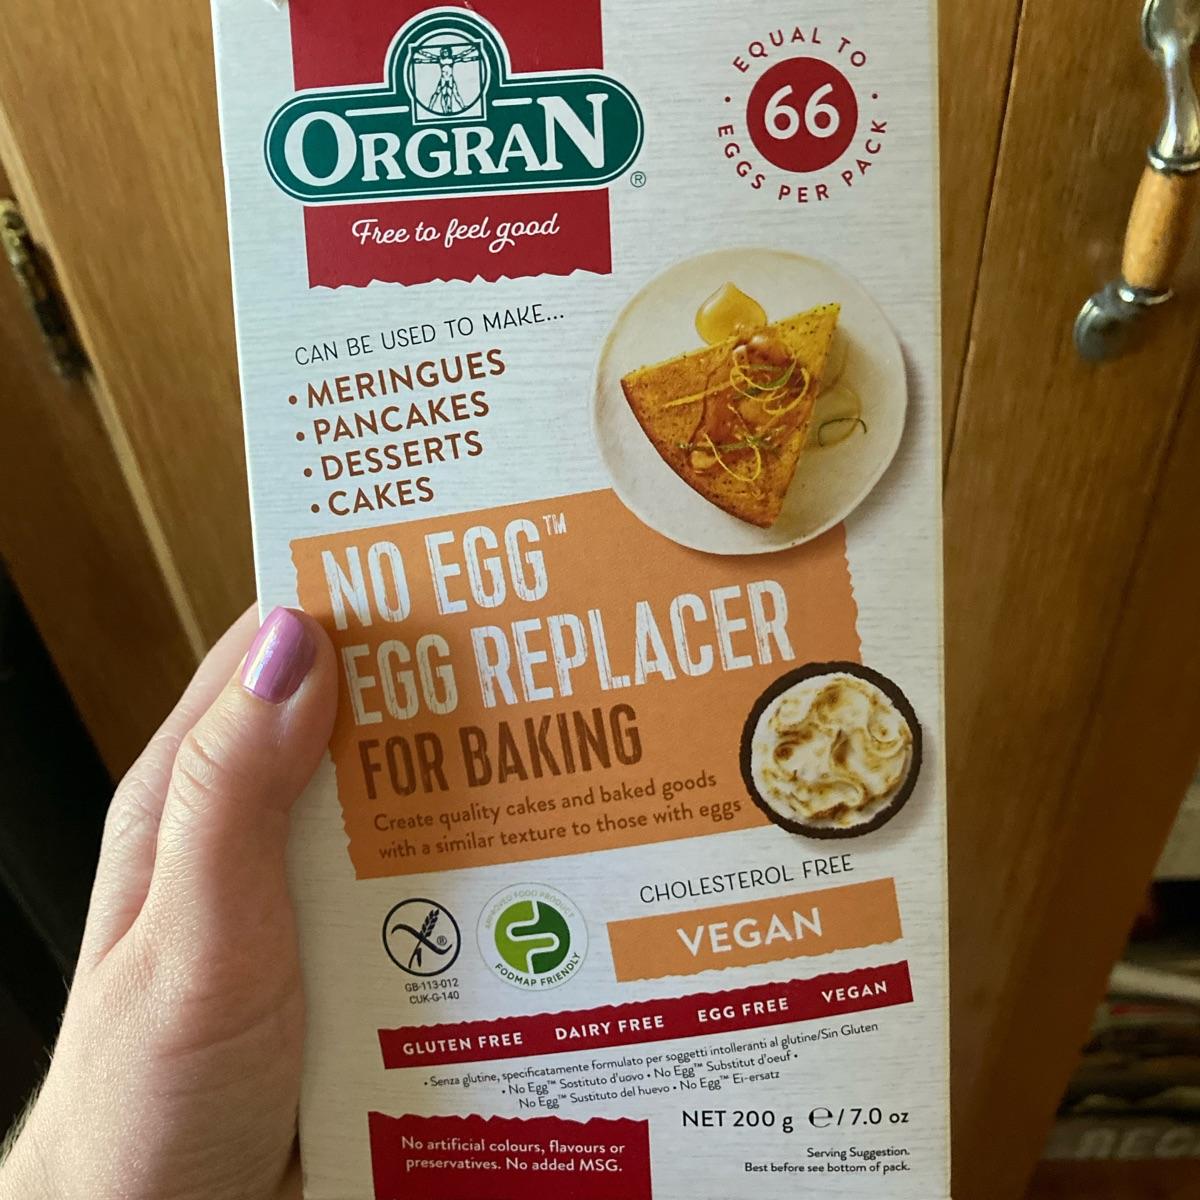 ORGRAN®
Free to feel good
EQUAL TO
66
EGGS PER PACK
CAN BE USED TO MAKE...
• MERINGUES
• PANCAKES
• DESSERTS
• CAKES
NO EGG™
EGG REPLACER
FOR BAKING
Create quality cakes and baked goods
with a similar texture to those with eggs
CHOLESTEROL FREE
VEGAN
®
GB-113-012
CUK-G-140
APPROVED FOOD PRODUCT
FODMAP FRIENDLY
GLUTEN FREE DAIRY FREE EGG FREE VEGAN
• Senza glutine, specificatamente formulato per soggetti intolleranti al glutine/Sin Gluten
• No Egg™ Sostituto d'uovo • No Egg™ Substitut d'oeuf •
No Egg™ Sustituto del huevo • No Egg™ Ei-ersatz
NET 200 g ℮/7.0 oz
No artificial colours, flavours or
preservatives. No added MSG.
Serving Suggestion.
Best before see bottom of pack.